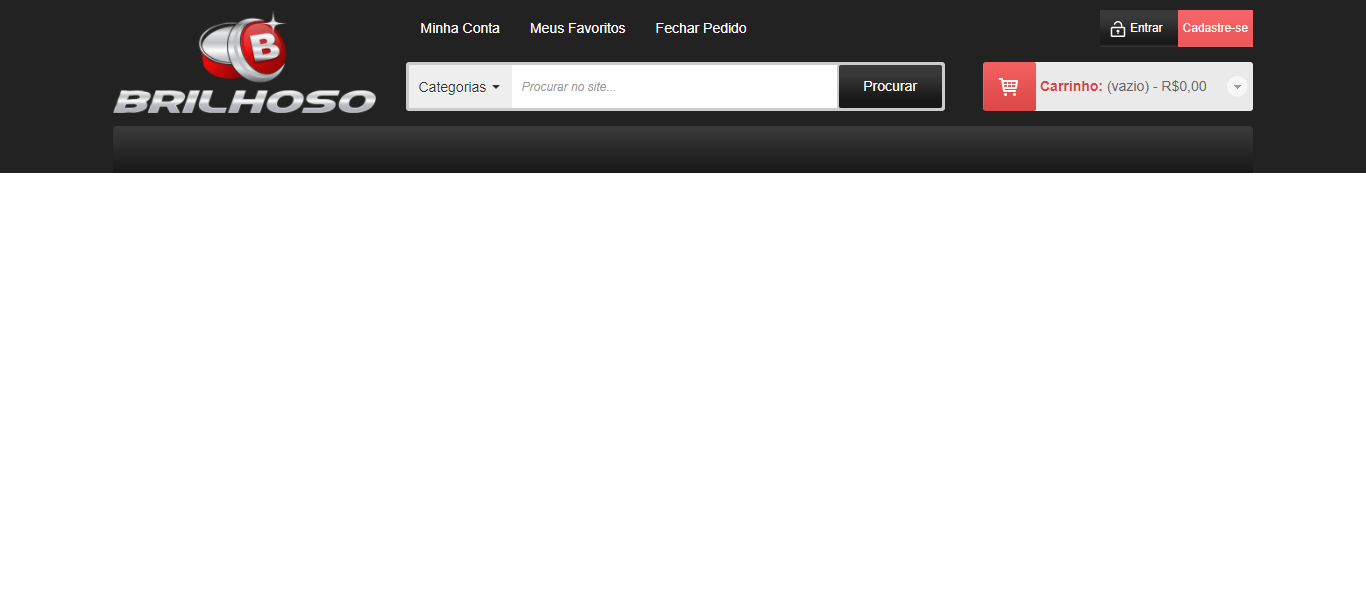 Minha Conta Meus Favoritos Fechar Pedido
Entrar Cadastre-se
B
BRILHOSO
Categorias Procurar no site... Procurar
Carrinho: (vazio) - R$0,00